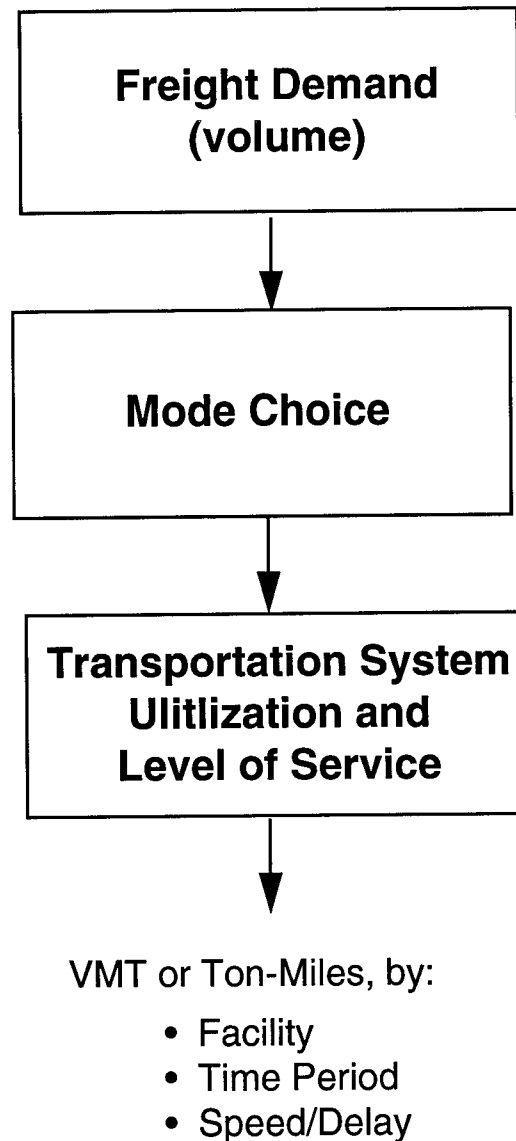 Freight Demand
(volume)
Mode Choice
Transportation System
Ulitlization and
Level of Service
VMT or Ton-Miles, by:
• Facility
• Time Period
• Speed/Delay